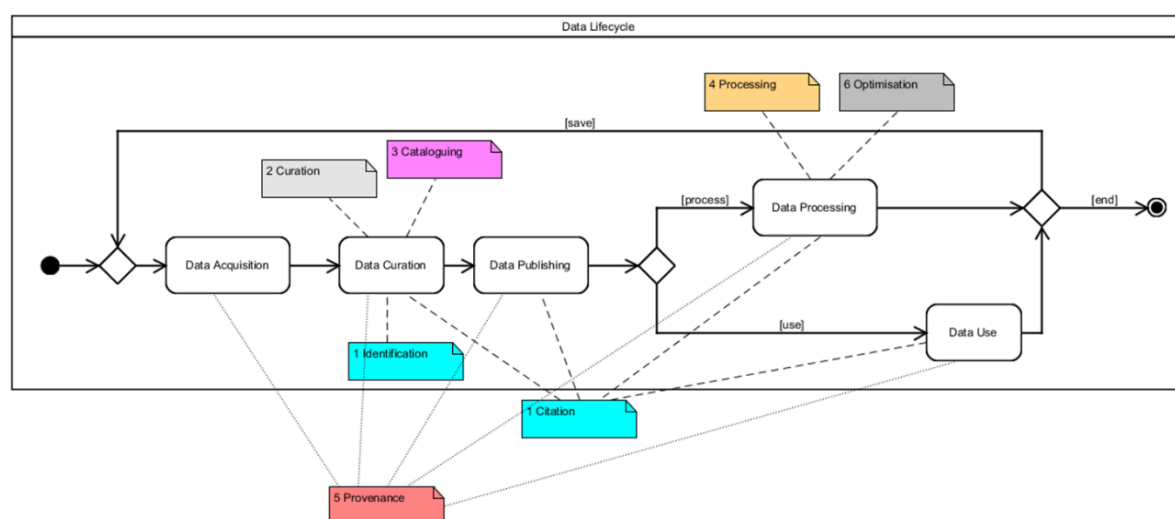 Data Lifecycle
4 Processing
6 Optimisation
[save]
3 Cataloguing
2 Curation
[process]
Data Processing
[end]
Data Acquisition
Data Curation
Data Publishing
[use]
Data Use
1 Identification
1 Citation
5 Provenance